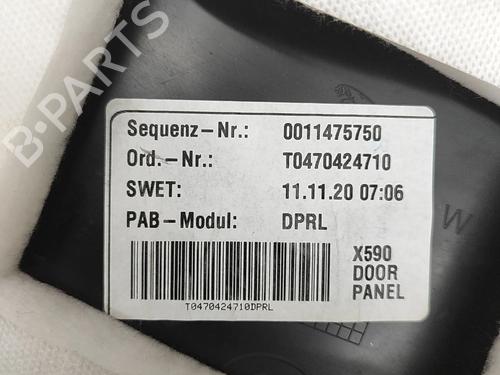 B-PARTS
Sequenz-Nr.: 0011475750
Ord.-Nr.: T0470424710
SWET: 11.11.20 07:06
PAB-Modul: DPRL
X590
DOOR
PANEL
T0470424710DPRL
W